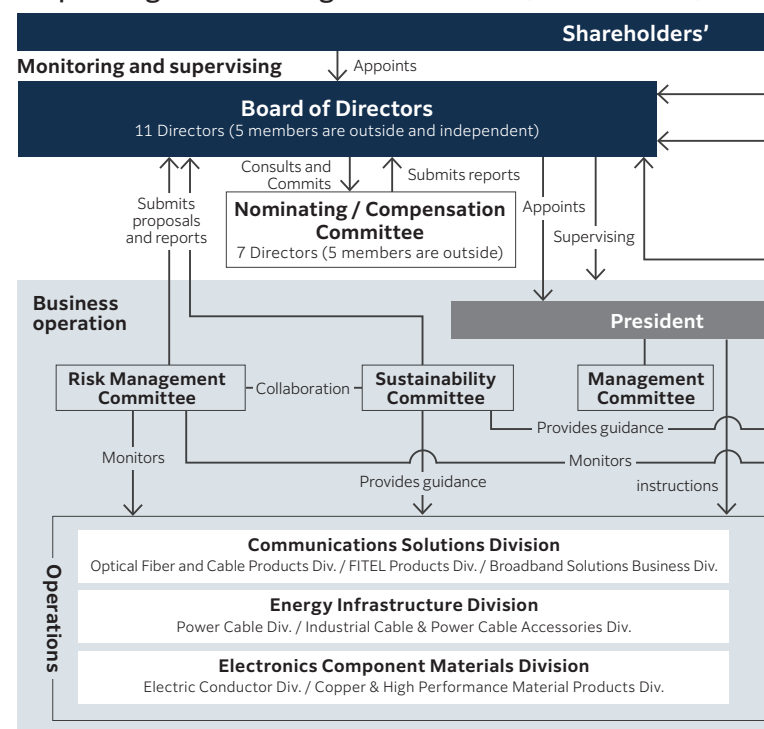 Shareholders’
Monitoring and supervising
Appoints
Board of Directors
11 Directors (5 members are outside and independent)
Consults and
Commits
Submits reports
Submits
proposals
and reports
Nominating / Compensation
Committee
7 Directors (5 members are outside)
Appoints
Supervising
Business
operation
President
Risk Management
Committee
Collaboration
Sustainability
Committee
Management
Committee
Provides guidance
Monitors
Monitors
Provides guidance
instructions
Operations
Communications Solutions Division
Optical Fiber and Cable Products Div. / FITEL Products Div. / Broadband Solutions Business Div.
Energy Infrastructure Division
Power Cable Div. / Industrial Cable & Power Cable Accessories Div.
Electronics Component Materials Division
Electric Conductor Div. / Copper & High Performance Material Products Div.